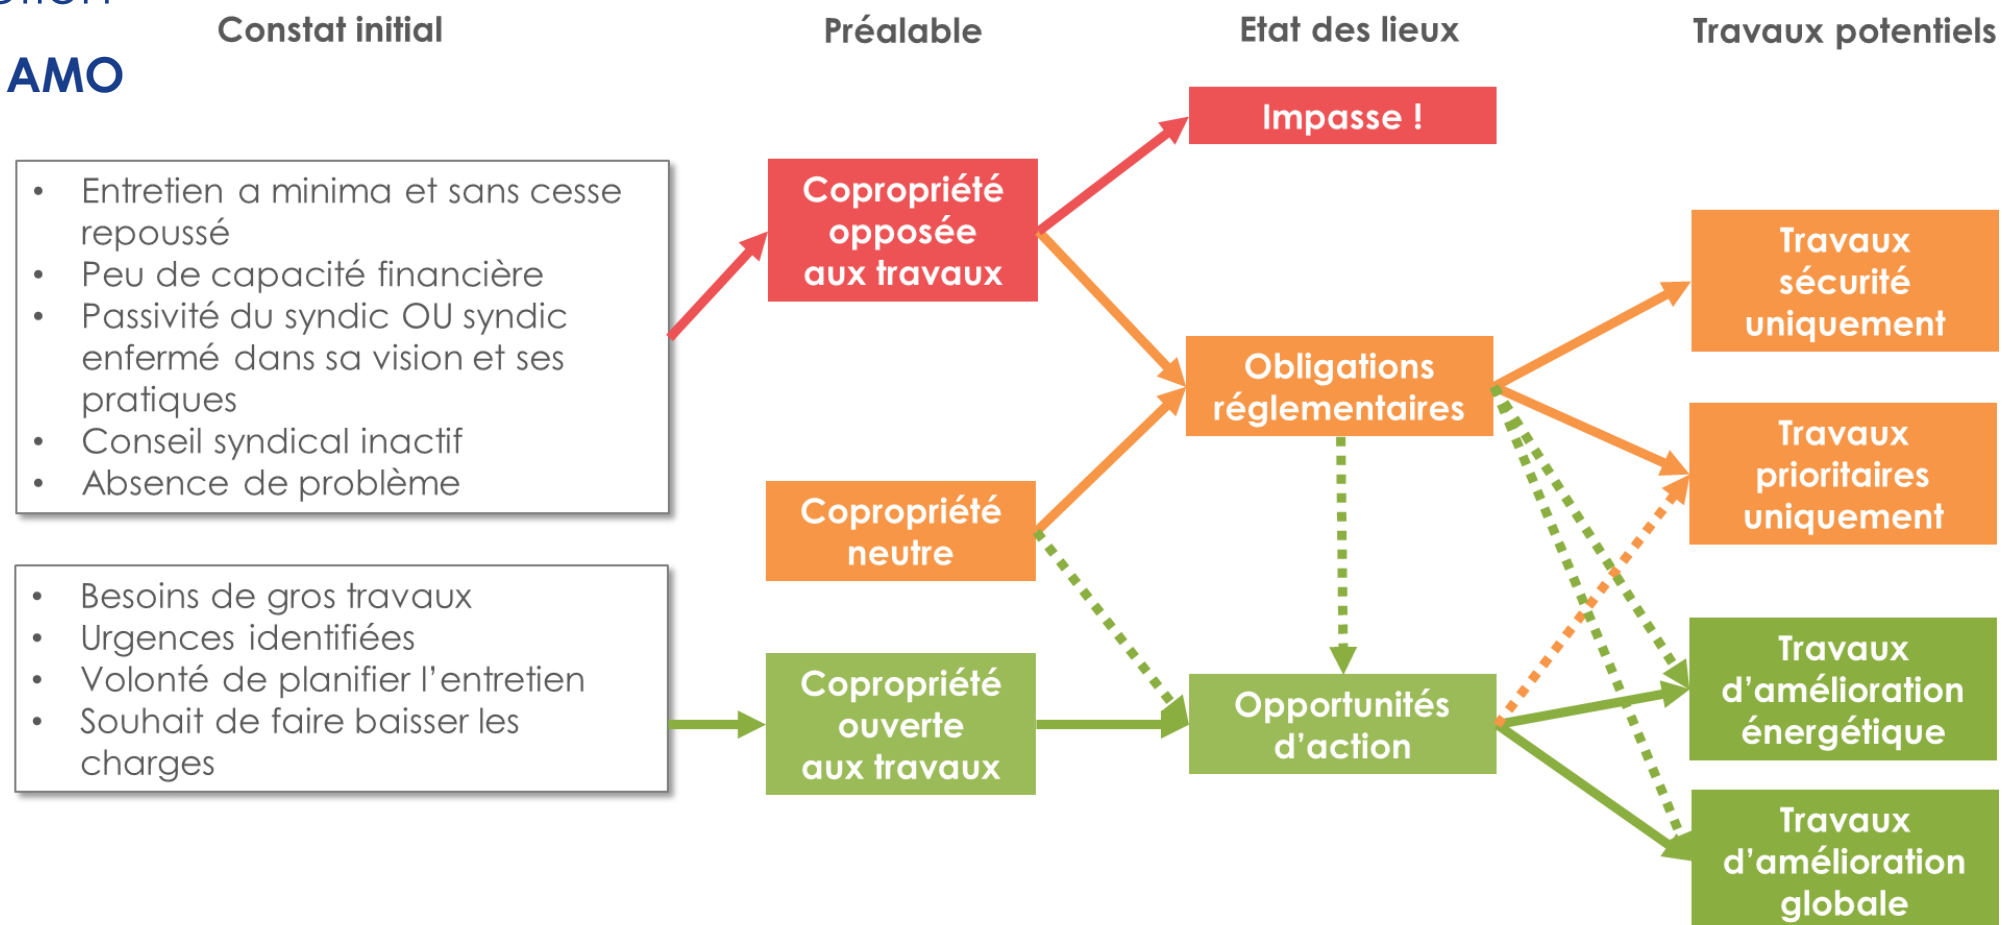 Constat initial
Préalable
Etat des lieux
Travaux potentiels
AMO
• Entretien a minima et sans cesse
repoussé
• Peu de capacité financière
• Passivité du syndic OU syndic
enfermé dans sa vision et ses
pratiques
• Conseil syndical inactif
• Absence de problème
• Besoins de gros travaux
• Urgences identifiées
• Volonté de planifier l’entretien
• Souhait de faire baisser les
charges
Copropriété
opposée
aux travaux
Copropriété
neutre
Copropriété
ouverte
aux travaux
Impasse !
Obligations
réglementaires
Opportunités
d’action
Travaux
sécurité
uniquement
Travaux
prioritaires
uniquement
Travaux
d’amélioration
énergétique
Travaux
d’amélioration
globale